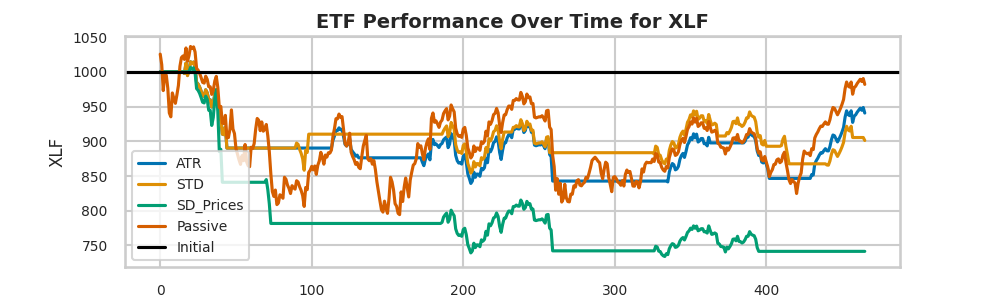 ETF Performance Over Time for XLF
1050
1000
950
900
850
800
750
XLF
ATR
STD
SD_Prices
Passive
Initial
0
100
200
300
400